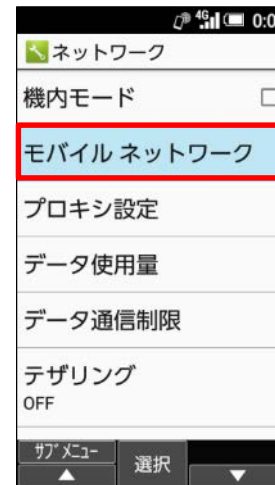 4G 0:0
ネットワーク
機内モード
モバイル ネットワーク
プロキシ設定
データ使用量
データ通信制限
テザリング
OFF
サブメニュー
選択